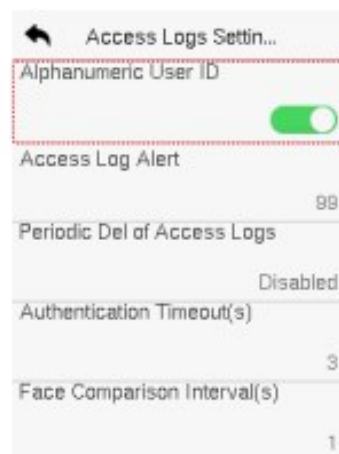 Access Logs Settin...
Alphanumeric User ID
Access Log Alert
99
Periodic Del of Access Logs
Disabled
Authentication Timeout(s)
3
Face Comparison Interval(s)
1